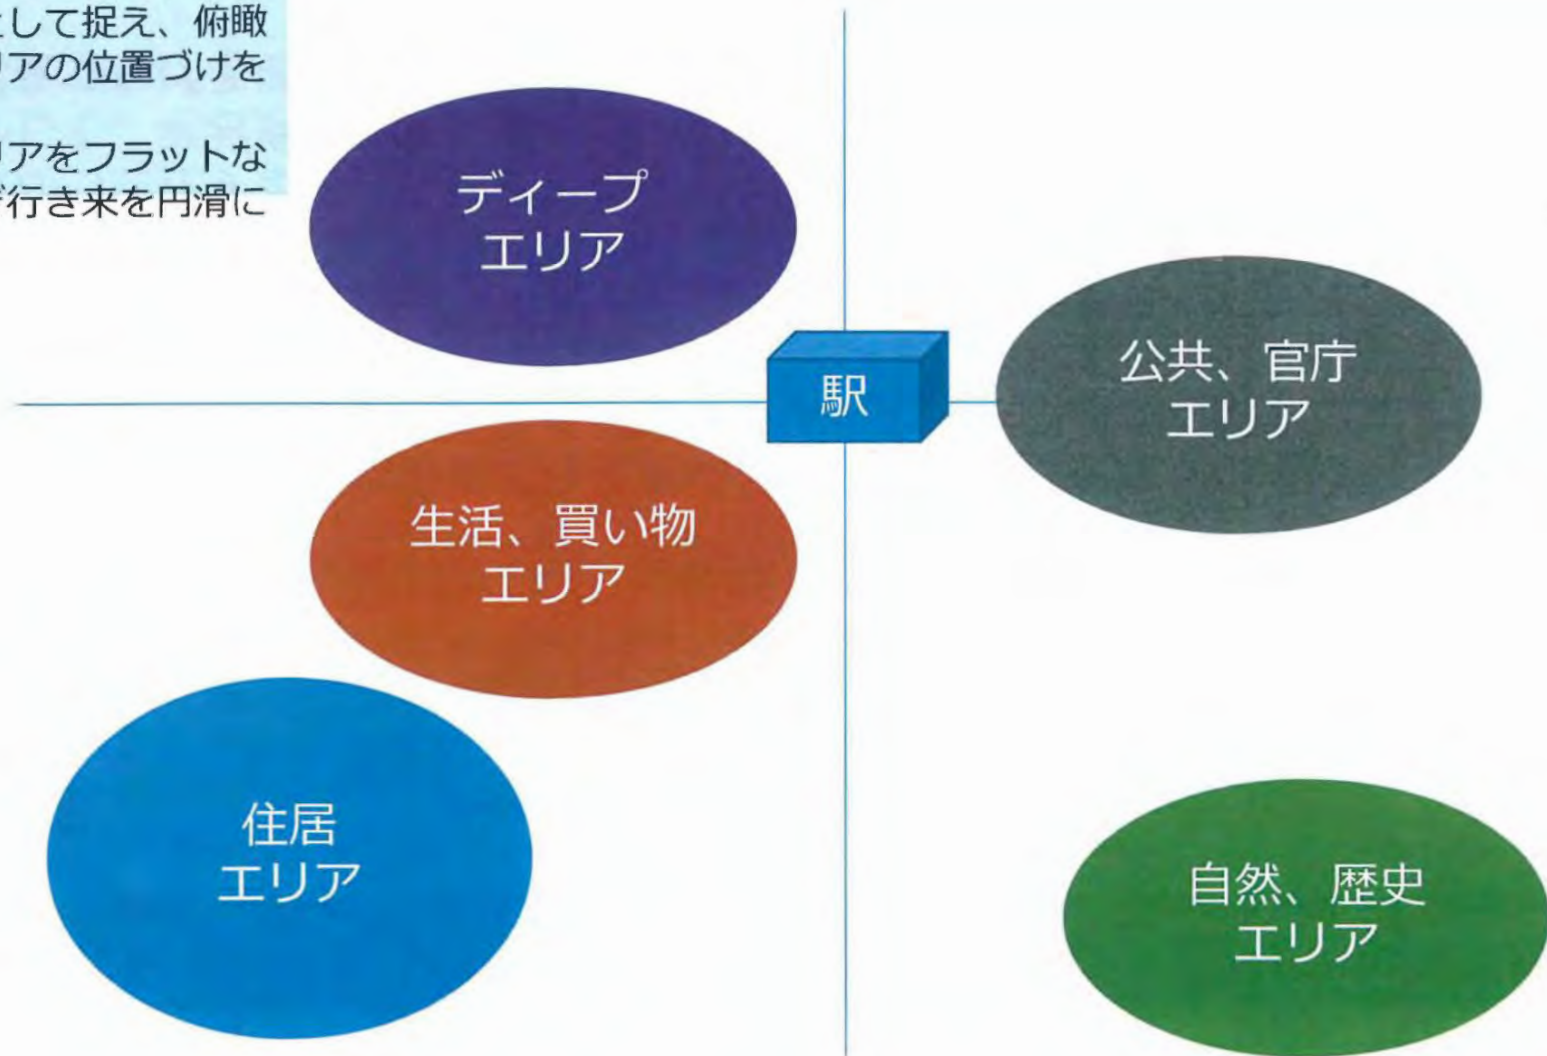 として捉え、俯瞰
リアの位置づけを
リアをフラットな
行き来を円滑に
ディープ
エリア
公共、官庁
エリア
駅
生活、買い物
エリア
住居
エリア
自然、歴史
エリア